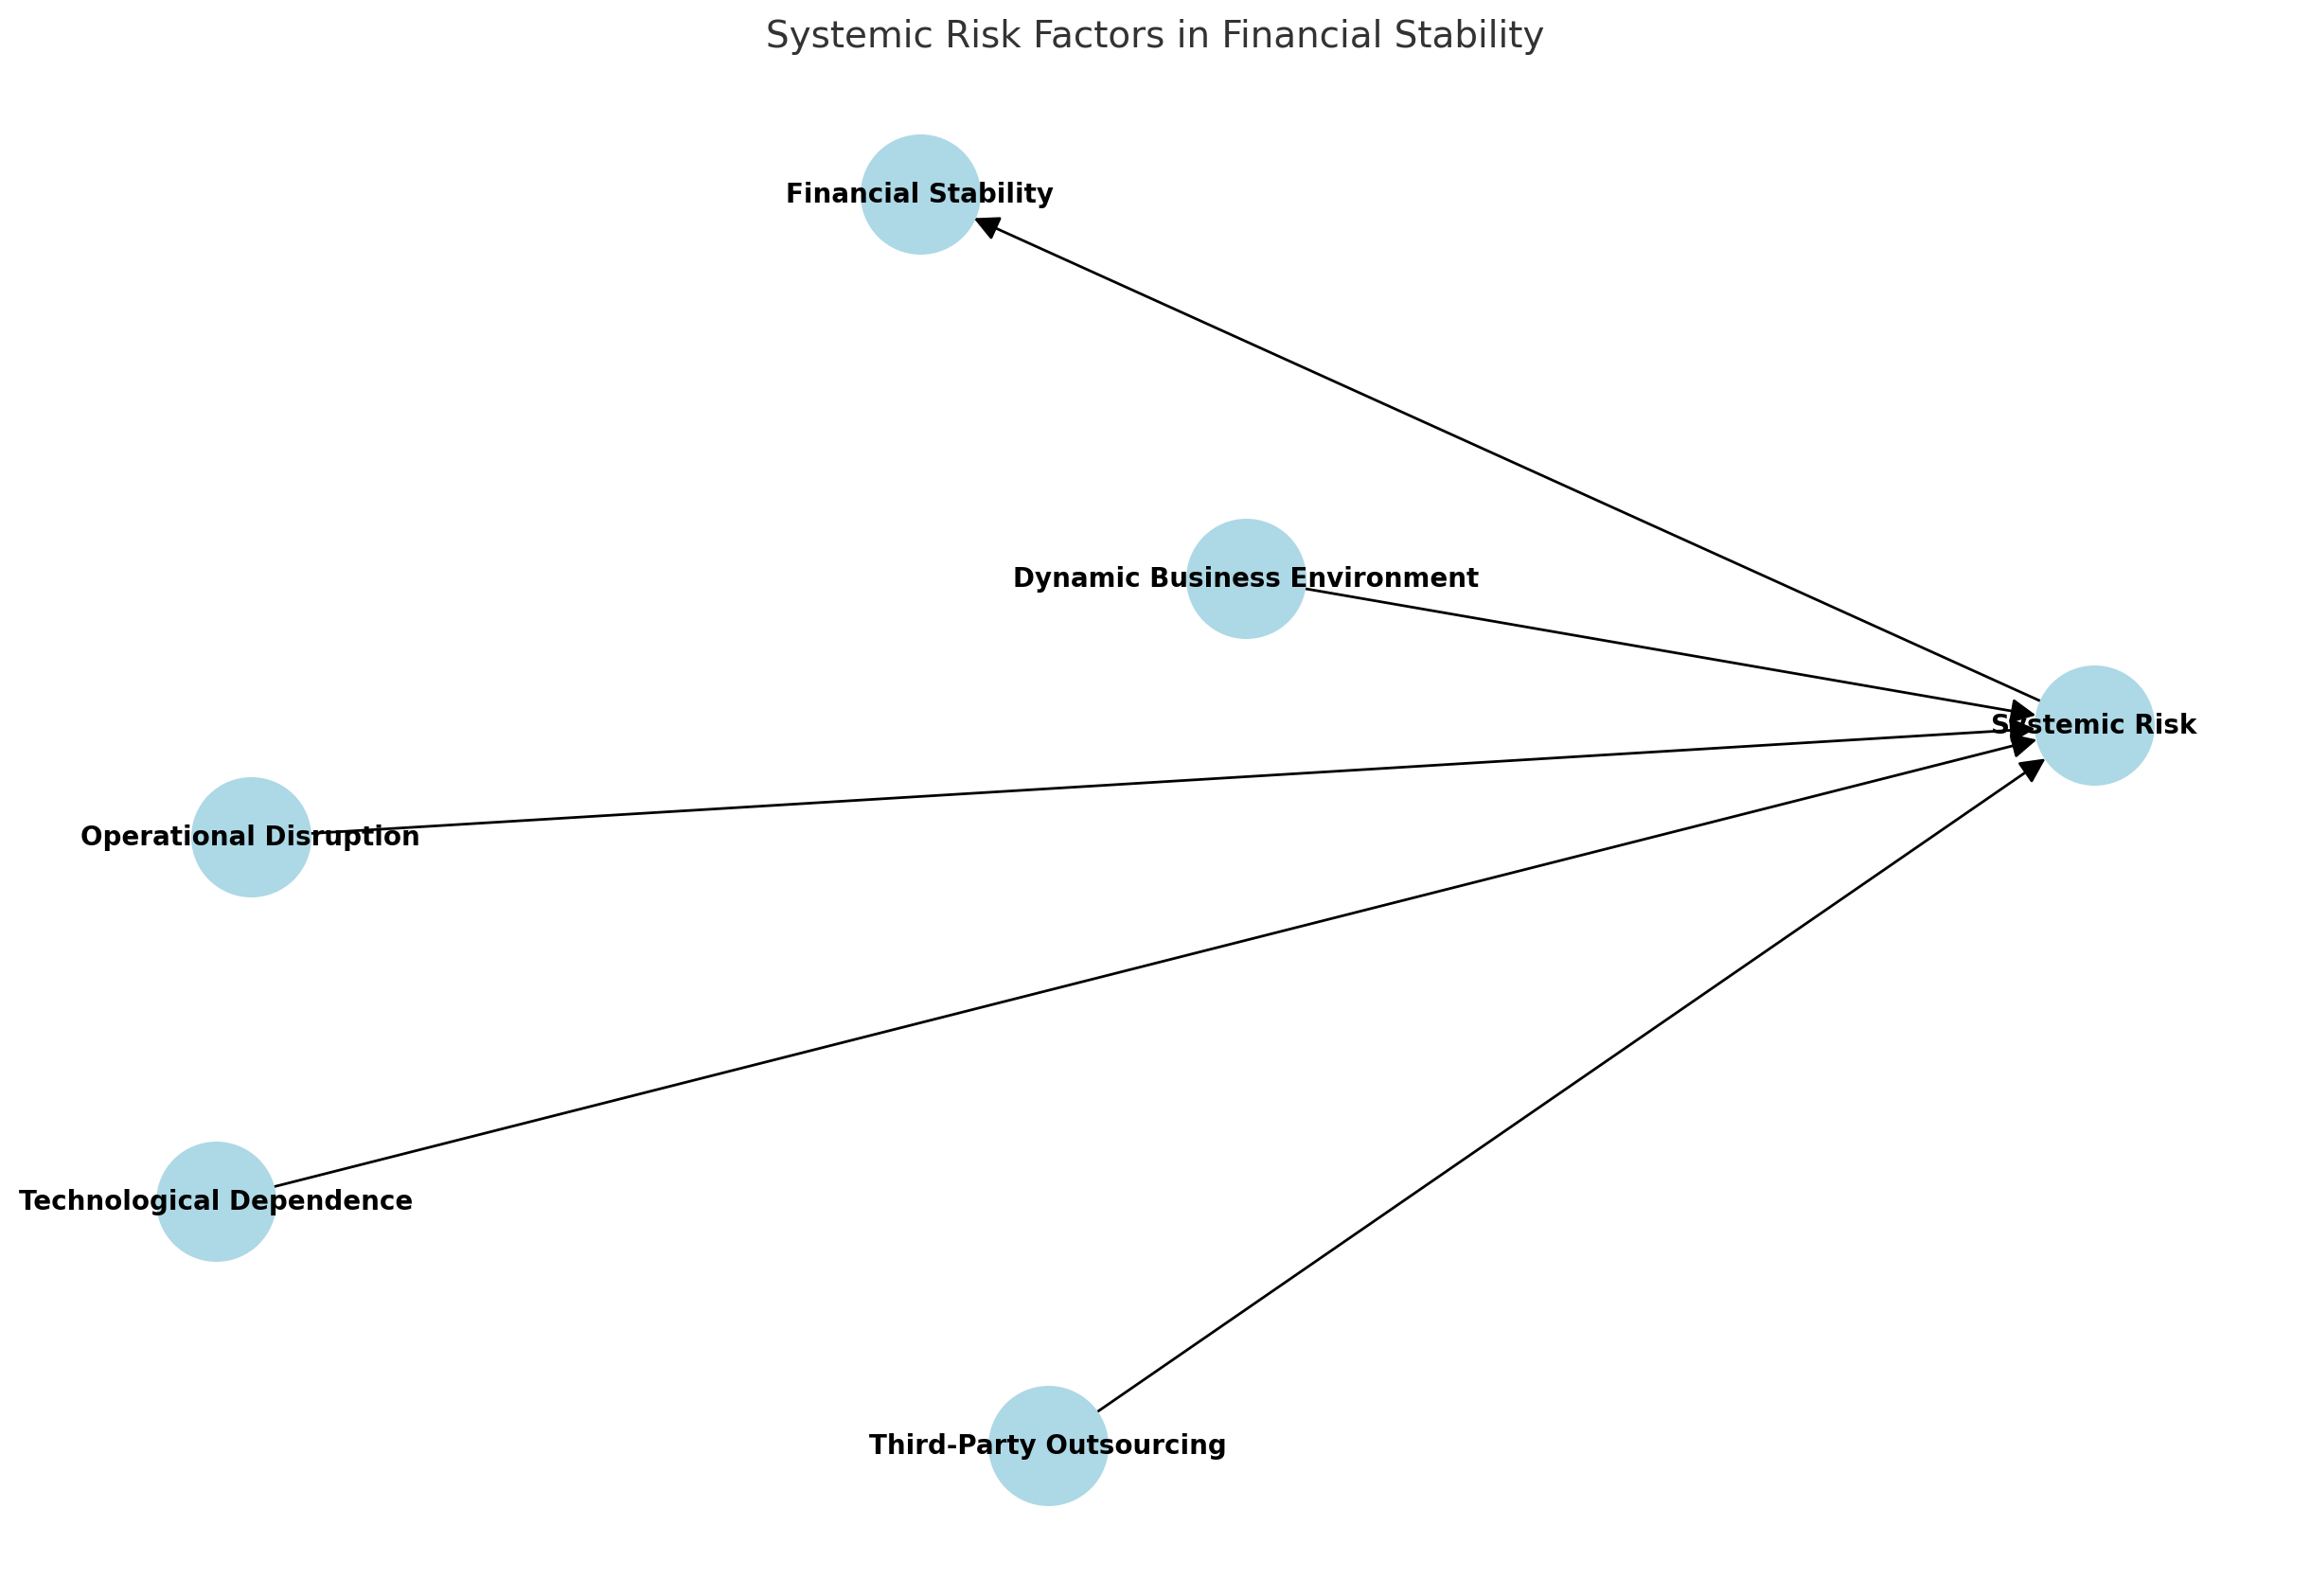 Systemic Risk Factors in Financial Stability
Financial Stability
Dynamic Business Environment
Systemic Risk
Operational Disruption
Technological Dependence
Third-Party Outsourcing